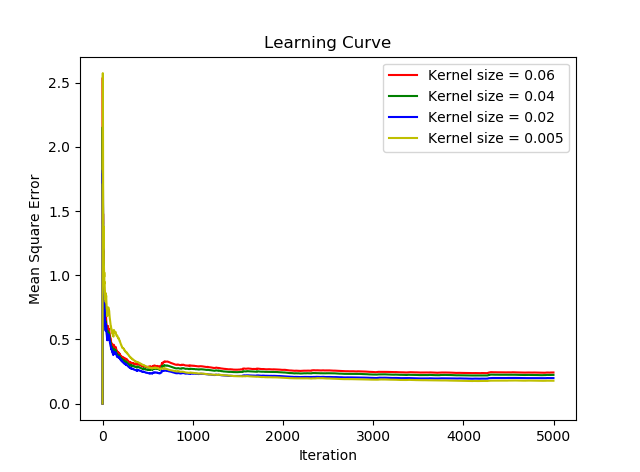 Learning Curve
Kernel size = 0.06
Kernel size = 0.04
Kernel size = 0.02
Kernel size = 0.005
Mean Square Error
2.5
2.0
1.5
1.0
0.5
0.0
0 1000 2000 3000 4000 5000
Iteration